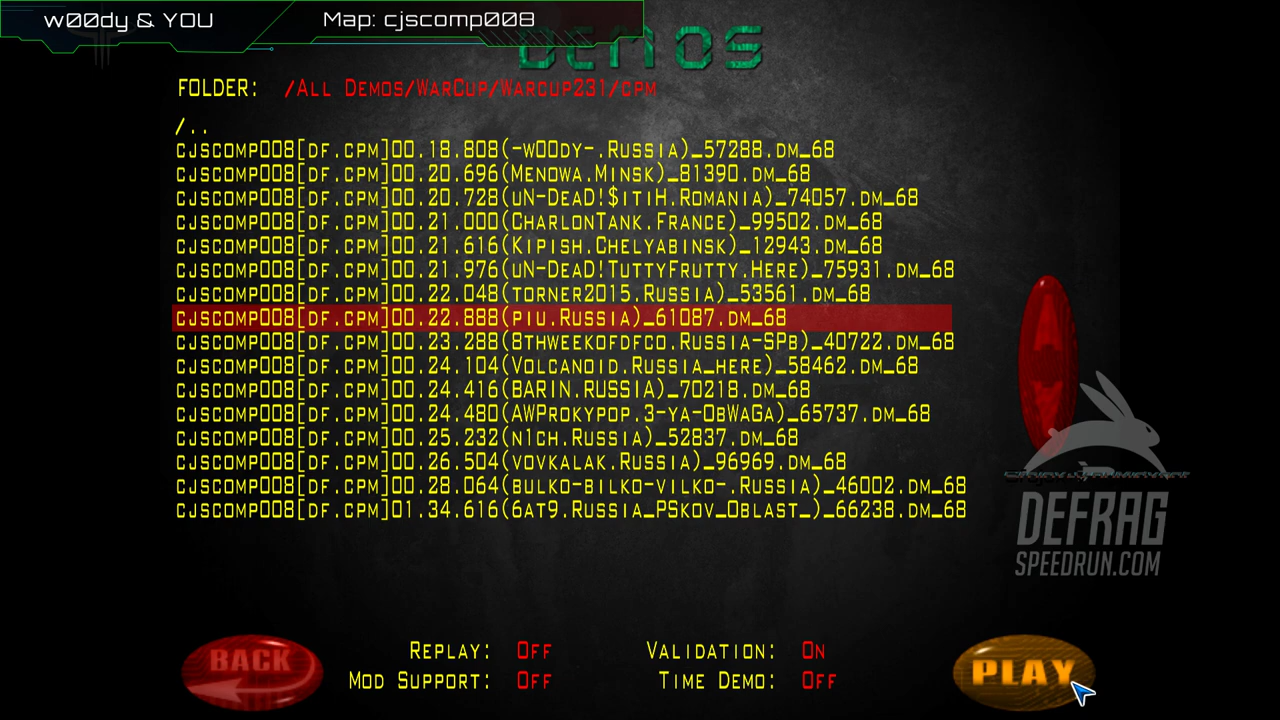 w00dy & YOU
Map: cjscomp008
DEMOS
FOLDER: /All Demos/WarCup/Warcup231/cpm
/..
cjscomp008[df.cpm]00.18.808(-w00dy-.Russia)_57288.dm_68
cjscomp008[df.cpm]00.20.696(Menowa.Minsk)_81390.dm_68
cjscomp008[df.cpm]00.20.728(uN-DeaD!$itiH.Romania)_74057.dm_68
cjscomp008[df.cpm]00.21.000(CharlonTank.France)_99502.dm_68
cjscomp008[df.cpm]00.21.616(Kipish.Chelyabinsk)_12943.dm_68
cjscomp008[df.cpm]00.21.976(uN-DeaD!TuttyFrutty.Here)_75931.dm_68
cjscomp008[df.cpm]00.22.048(torner2015.Russia)_53561.dm_68
cjscomp008[df.cpm]00.22.888(piu.Russia)_61087.dm_68
cjscomp008[df.cpm]00.23.288(8thweekofdfco.Russia-SPb)_40722.dm_68
cjscomp008[df.cpm]00.24.104(Volcanoid.Russia_here)_58462.dm_68
cjscomp008[df.cpm]00.24.416(BARIN.RUSSIA)_70218.dm_68
cjscomp008[df.cpm]00.24.480(AWProkypop.3-ya-ObWaGa)_65737.dm_68
cjscomp008[df.cpm]00.25.232(n1ch.Russia)_52837.dm_68
cjscomp008[df.cpm]00.26.504(vovkalak.Russia)_96969.dm_68
cjscomp008[df.cpm]00.28.064(bulko-bilko-vilko-.Russia)_46002.dm_68
cjscomp008[df.cpm]01.34.616(6at9.Russia_PSkov_Oblast_)_66238.dm_68
DEFRAG
SPEEDRUN.COM
Replay: Off
Validation: On
Mod Support: Off
Time Demo: Off
BACK
PLAY